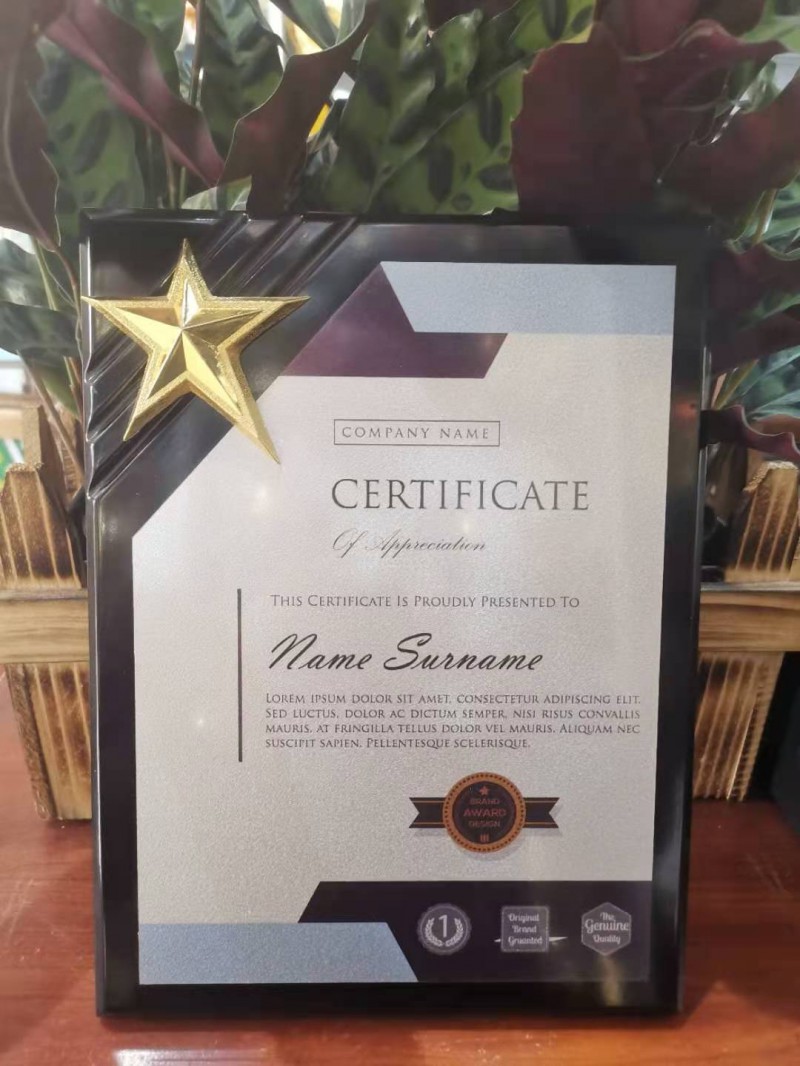 COMPANY NAME
CERTIFICATE
Of Appreciation
THIS CERTIFICATE IS PROUDLY PRESENTED TO
Name Surname
LOREM IPSUM DOLOR SIT AMET, CONSECTETUR ADIPISCING ELIT.
SED LUCTUS, DOLOR AC DICTUM SEMPER, NISI RISUS CONVALLIS
MAURIS, AT FRINGILLA TELLUS DOLOR VEL MAURIS. ALIQUAM NEC
SUSCIPIT SAPIEN. PELLENTESQUE SCELERISQUE.
BRAND
AWARD
DESIGN
1
Original
Brand
Gruanted
The
Genuine
Quality